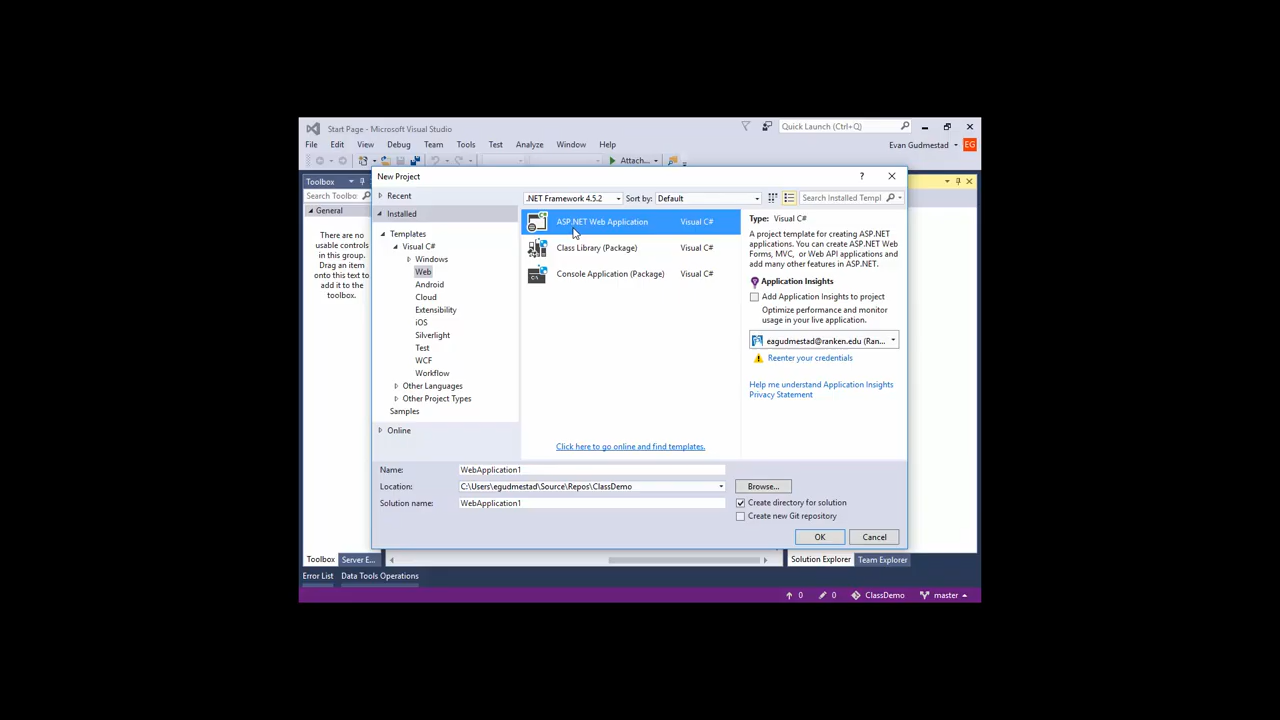 Start Page - Microsoft Visual Studio
Quick Launch (Ctrl+Q)
File Edit View Debug Team Tools Test Analyze Window Help
Evan Gudmestad EG
Attach...
Toolbox
Search Toolbo
General
There are no
usable controls
in this group.
Drag an item
onto this text to
add it to the
toolbox.
New Project
?
Recent
.NET Framework 4.5.2 Sort by: Default
Search Installed Templ
Installed
Templates
Visual C#
Windows
Web
Android
Cloud
Extensibility
iOS
Silverlight
Test
WCF
Workflow
Other Languages
Other Project Types
Samples
Online
ASP.NET Web Application Visual C#
Class Library (Package) Visual C#
Console Application (Package) Visual C#
Click here to go online and find templates.
Type: Visual C#
A project template for creating ASP.NET
applications. You can create ASP.NET Web
Forms, MVC, or Web API applications and
add many other features in ASP.NET.
Application Insights
Add Application Insights to project
Optimize performance and monitor
usage in your live application.
eagudmestad@ranken.edu (Ran...
Reenter your credentials
Help me understand Application Insights
Privacy Statement
Name: WebApplication1
Location: C:\Users\egudmestad\Source\Repos\ClassDemo
Browse...
Solution name: WebApplication1
Create directory for solution
Create new Git repository
OK Cancel
Toolbox Server E...
Solution Explorer Team Explorer
Error List Data Tools Operations
0 0 ClassDemo master